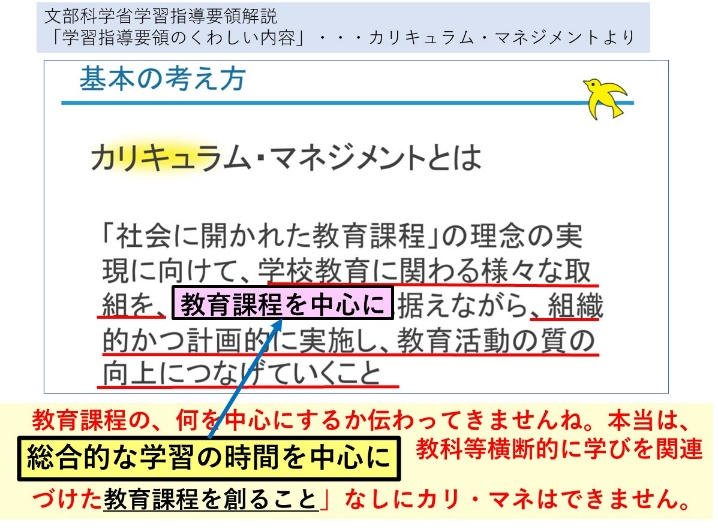 文部科学省学習指導要領解説
「学習指導要領のくわしい内容」・・・カリキュラム・マネジメントより
基本の考え方
カリキュラム・マネジメントとは
「社会に開かれた教育課程」の理念の実
現に向けて、学校教育に関わる様々な取
組を、教育課程を中心に据えながら、組織
的かつ計画的に実施し、教育活動の質の
向上につなげていくこと
教育課程の、何を中心にするか伝わってきませんね。本当は、
総合的な学習の時間を中心に 教科等横断的に学びを関連
づけた教育課程を創ること」なしにカリ・マネはできません。